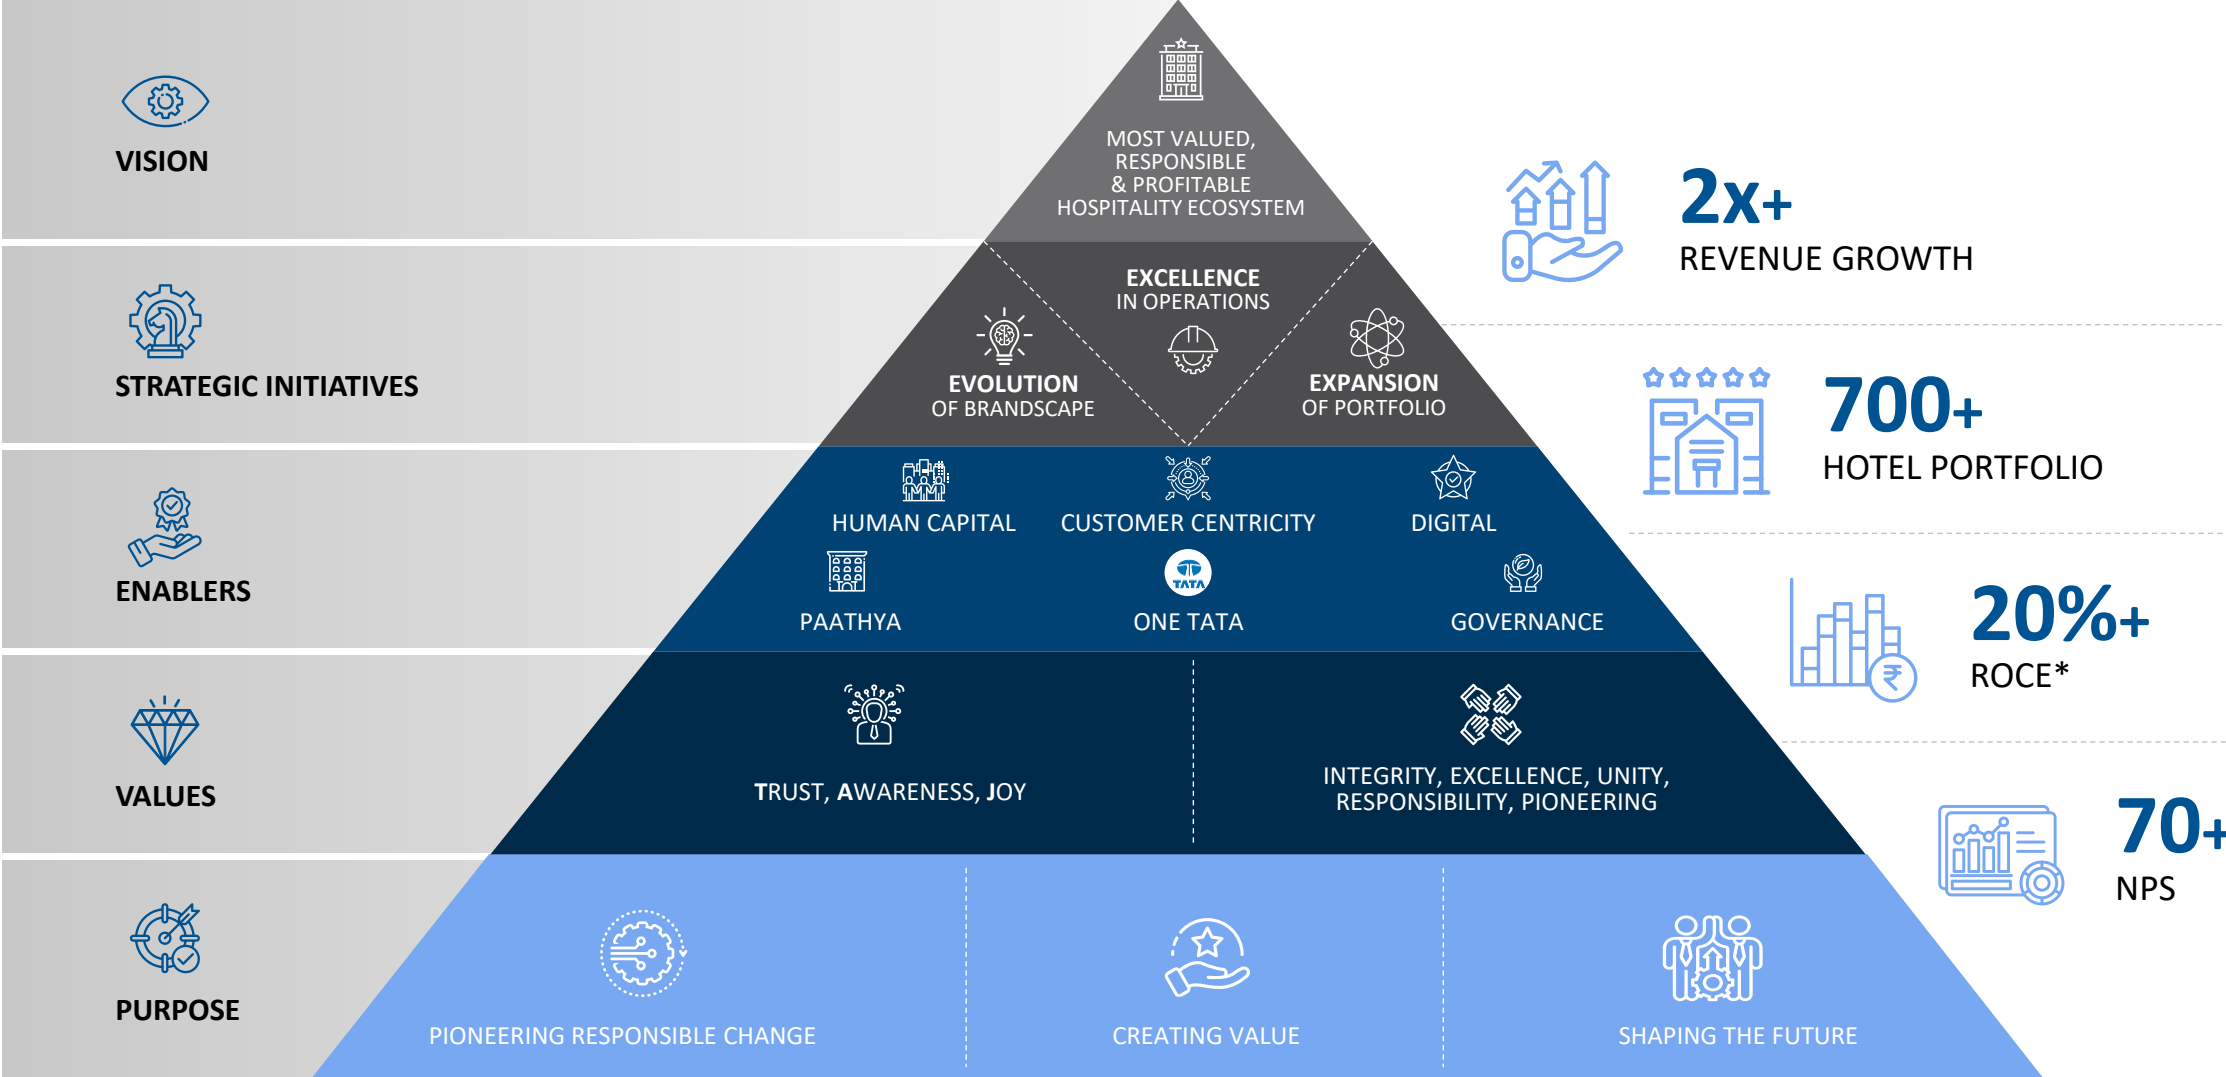 VISION
MOST VALUED,
RESPONSIBLE
& PROFITABLE
HOSPITALITY ECOSYSTEM
STRATEGIC INITIATIVES
EXCELLENCE
IN OPERATIONS
EVOLUTION
OF BRANDSCAPE
EXPANSION
OF PORTFOLIO
ENABLERS
HUMAN CAPITAL
CUSTOMER CENTRICITY
DIGITAL
PAATHYA
TATA
ONE TATA
GOVERNANCE
VALUES
TRUST, AWARENESS, JOY
INTEGRITY, EXCELLENCE, UNITY,
RESPONSIBILITY, PIONEERING
PURPOSE
PIONEERING RESPONSIBLE CHANGE
CREATING VALUE
SHAPING THE FUTURE
2x+
REVENUE GROWTH
700+
HOTEL PORTFOLIO
₹
20%+
ROCE*
70+
NPS